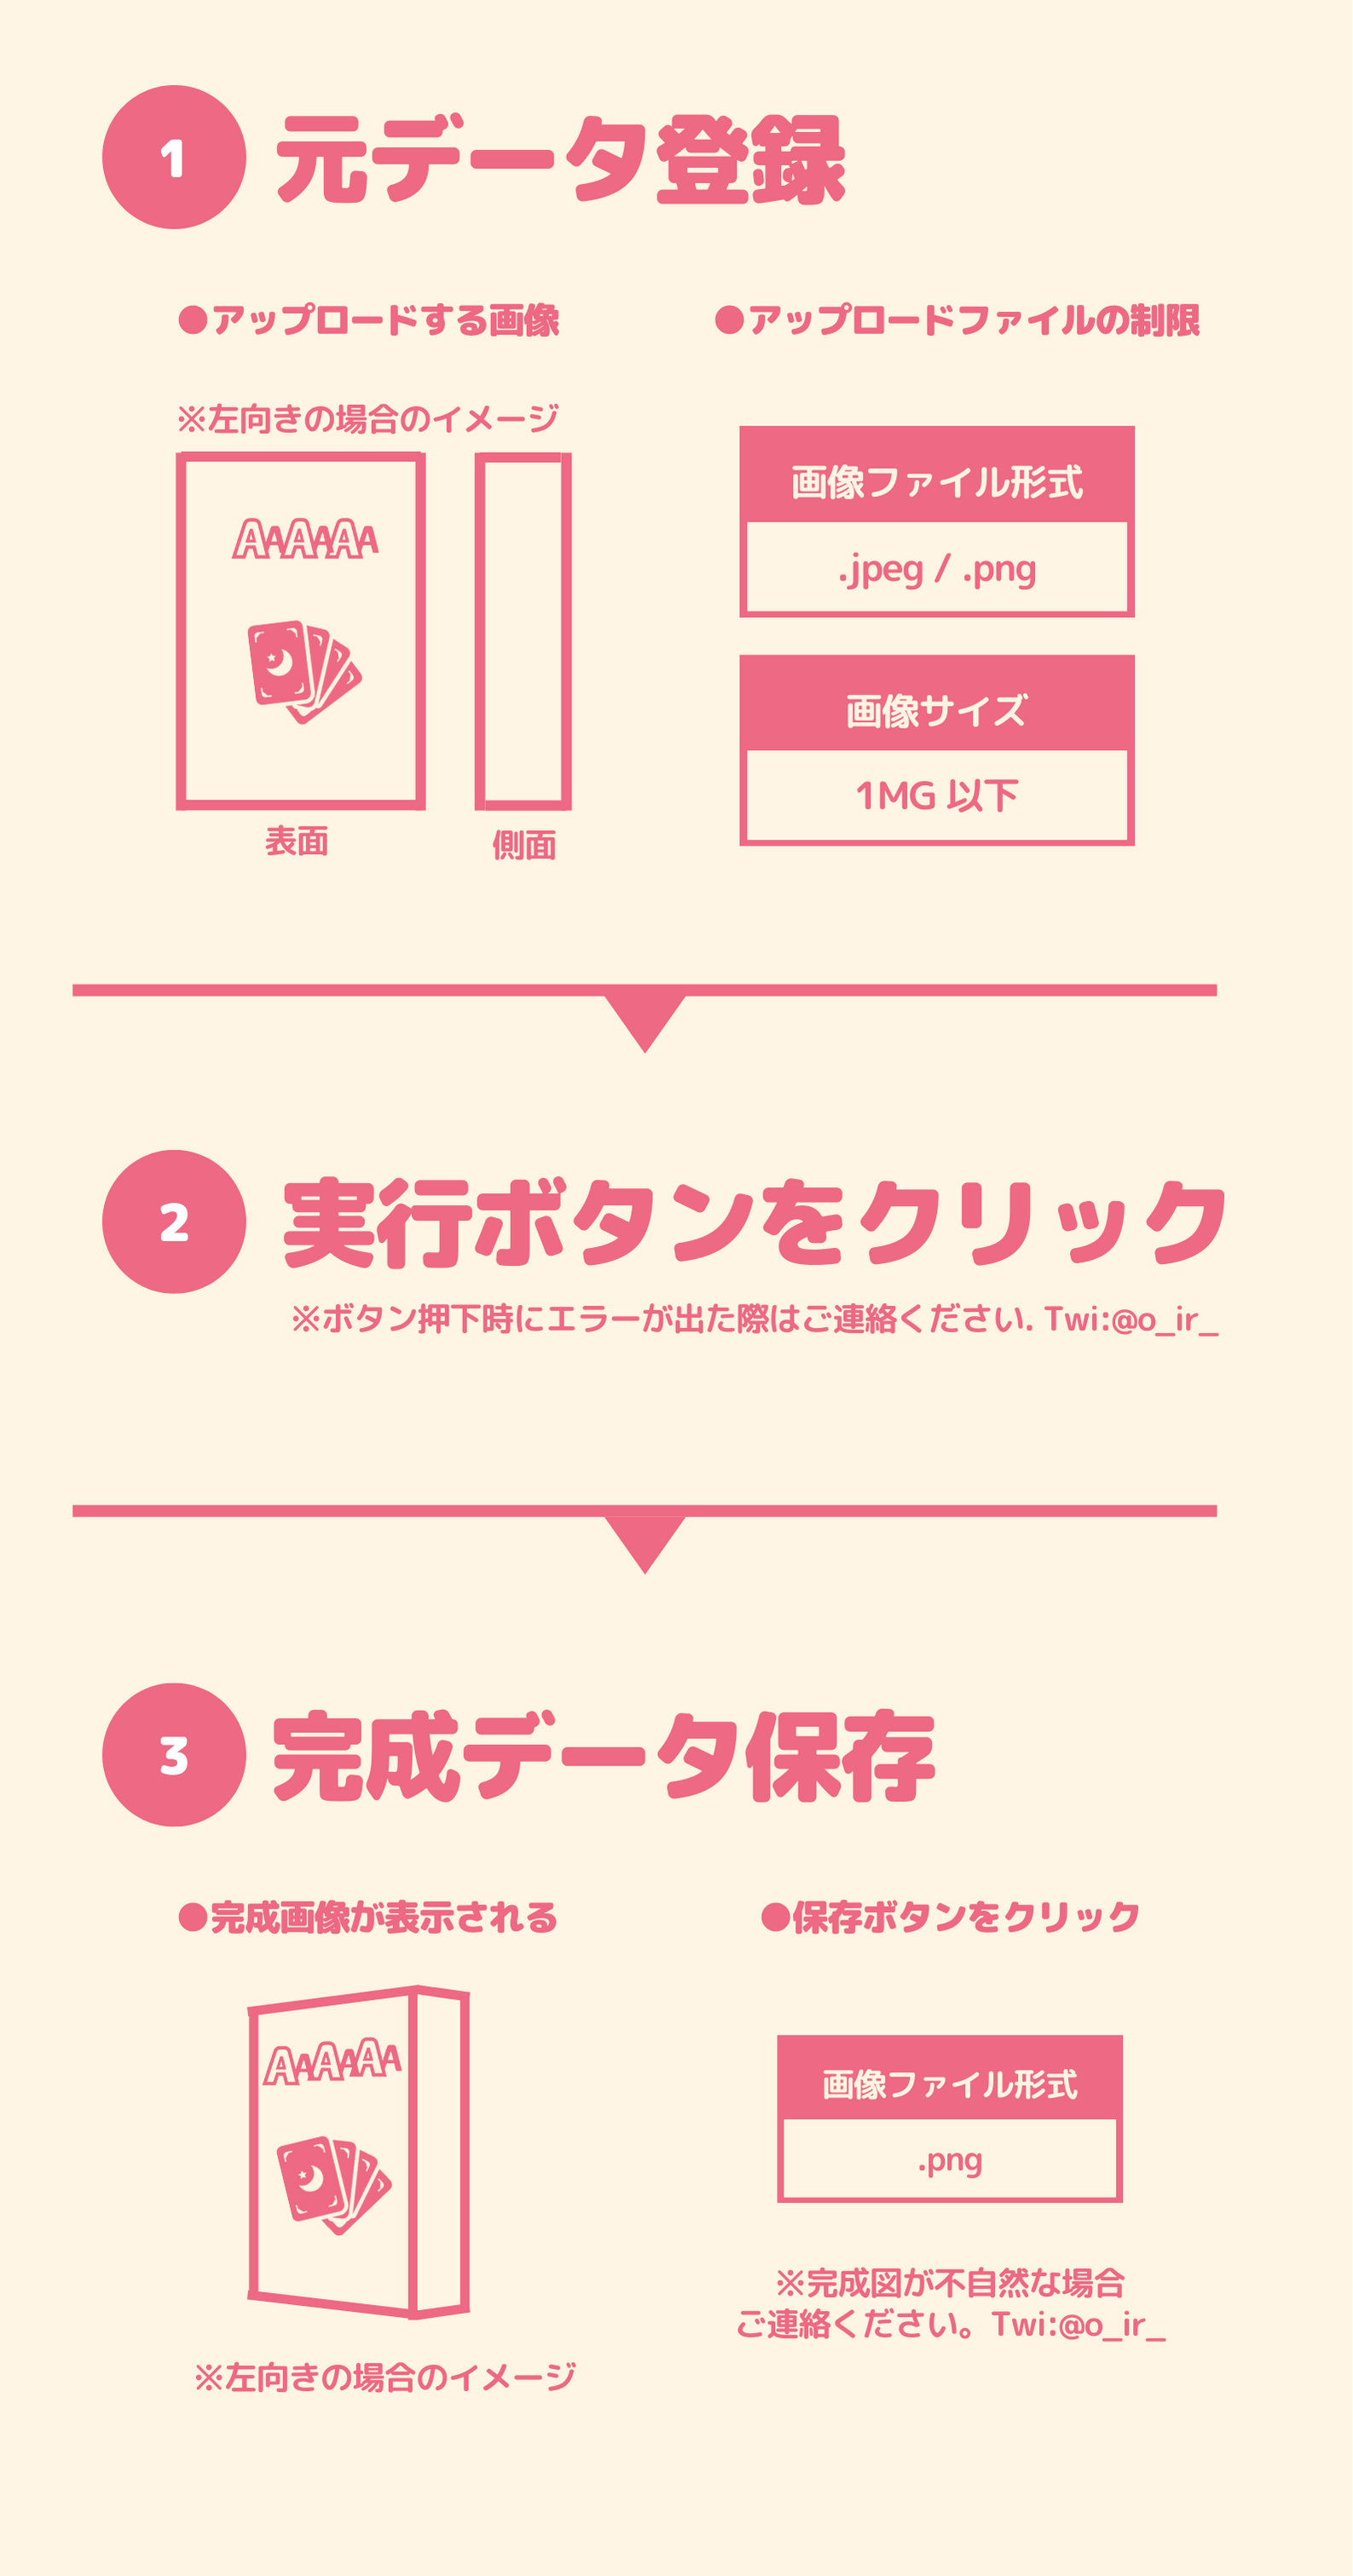 1
元データ登録
●アップロードする画像
※左向きの場合のイメージ
AAAAAA
表面
側面
●アップロードファイルの制限
画像ファイル形式
.jpeg / .png
画像サイズ
1MG 以下
2
実行ボタンをクリック
※ボタン押下時にエラーが出た際はご連絡ください. Twi:@o_ir_
3
完成データ保存
●完成画像が表示される
AAAAAA
※左向きの場合のイメージ
●保存ボタンをクリック
画像ファイル形式
.png
※完成図が不自然な場合
ご連絡ください。Twi:@o_ir_